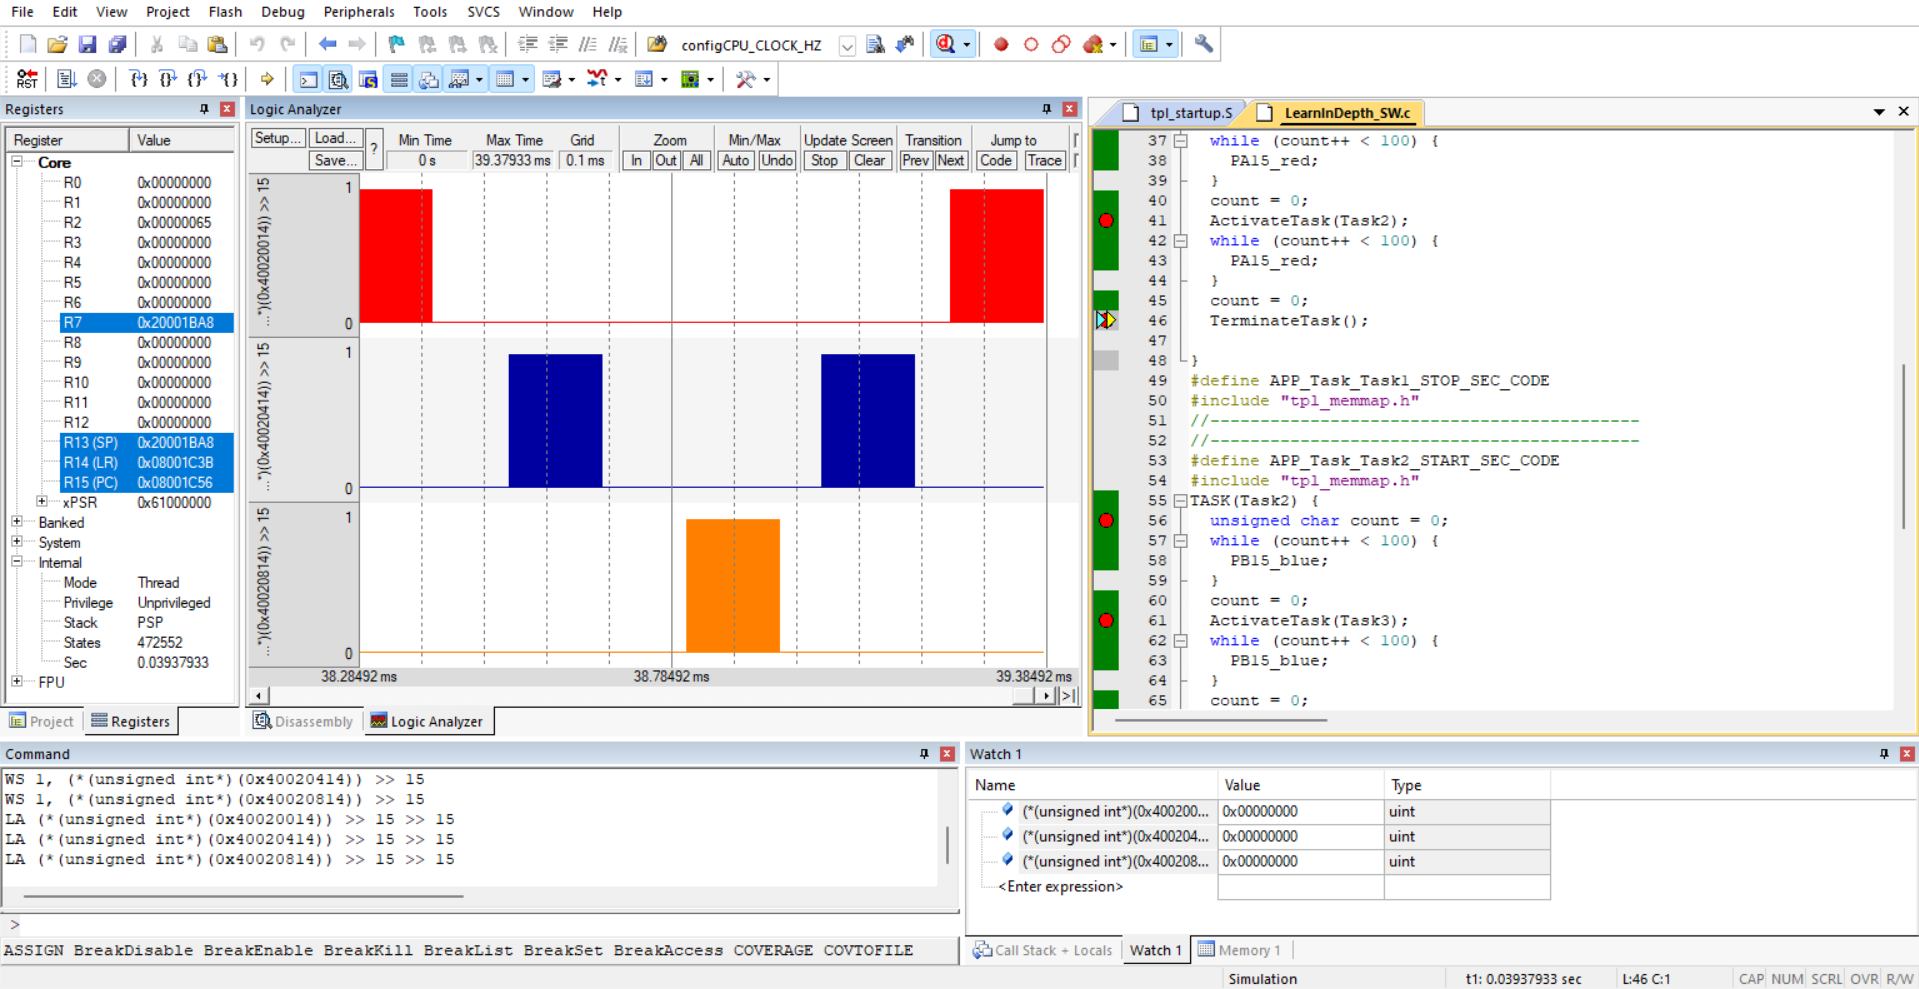 File Edit View Project Flash Debug Peripherals Tools SVCS Window Help
configCPU_CLOCK_HZ
RST
Registers
Register Value
Core
R0 0x00000000
R1 0x00000000
R2 0x00000065
R3 0x00000000
R4 0x00000000
R5 0x00000000
R6 0x00000000
R7 0x20001BA8
R8 0x00000000
R9 0x00000000
R10 0x00000000
R11 0x00000000
R12 0x00000000
R13 (SP) 0x20001BA8
R14 (LR) 0x08001C3B
R15 (PC) 0x08001C56
xPSR 0x61000000
Banked
System
Internal
Mode Thread
Privilege Unprivileged
Stack PSP
States 472552
Sec 0.03937933
FPU
Project Registers
Logic Analyzer
Setup... Load... ? Min Time Max Time Grid Zoom Min/Max Update Screen Transition Jump to
Save... 0 s 39.37933 ms 0.1 ms In Out All Auto Undo Stop Clear Prev Next Code Trace
...*)(0x40020014)) >> 15
1
0
...*)(0x40020414)) >> 15
1
0
...*)(0x40020814)) >> 15
1
0
38.28492 ms 38.78492 ms 39.38492 ms
Disassembly Logic Analyzer
tpl_startup.S LearnInDepth_SW.c
37 while (count++ < 100) {
38 PA15_red;
39 }
40 count = 0;
41 ActivateTask(Task2);
42 while (count++ < 100) {
43 PA15_red;
44 }
45 count = 0;
46 TerminateTask();
47
48 }
49 #define APP_Task_Task1_STOP_SEC_CODE
50 #include "tpl_memmap.h"
51 //-------------------------------------------
52 //-------------------------------------------
53 #define APP_Task_Task2_START_SEC_CODE
54 #include "tpl_memmap.h"
55 TASK(Task2) {
56 unsigned char count = 0;
57 while (count++ < 100) {
58 PB15_blue;
59 }
60 count = 0;
61 ActivateTask(Task3);
62 while (count++ < 100) {
63 PB15_blue;
64 }
65 count = 0;
Command
WS 1, (*(unsigned int*)(0x40020414)) >> 15
WS 1, (*(unsigned int*)(0x40020814)) >> 15
LA (*(unsigned int*)(0x40020014)) >> 15 >> 15
LA (*(unsigned int*)(0x40020414)) >> 15 >> 15
LA (*(unsigned int*)(0x40020814)) >> 15 >> 15
>
ASSIGN BreakDisable BreakEnable BreakKill BreakList BreakSet BreakAccess COVERAGE COVTOFILE
Watch 1
Name Value Type
(*(unsigned int*)(0x400200... 0x00000000 uint
(*(unsigned int*)(0x400204... 0x00000000 uint
(*(unsigned int*)(0x400208... 0x00000000 uint
<Enter expression>
Call Stack + Locals Watch 1 Memory 1
Simulation t1: 0.03937933 sec L:46 C:1 CAP NUM SCRL OVR R/W